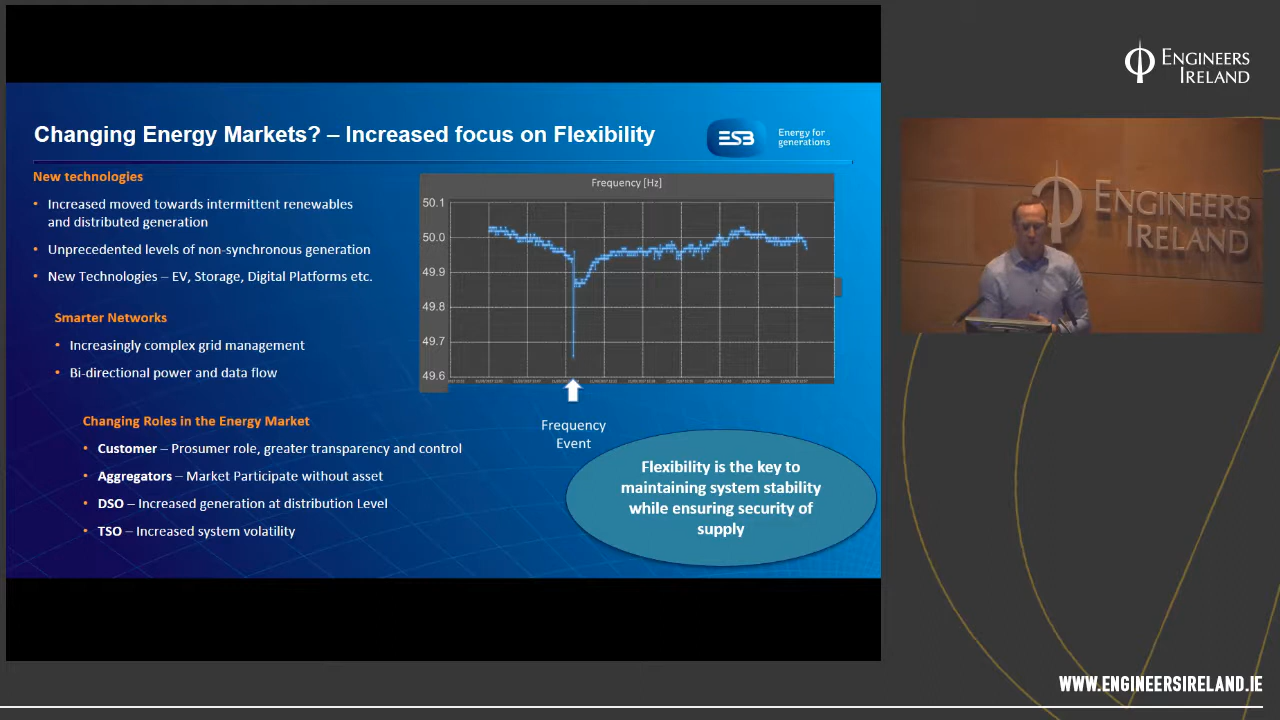 Changing Energy Markets? – Increased focus on Flexibility
ESB
Energy for
generations
New technologies
• Increased moved towards intermittent renewables
and distributed generation
• Unprecedented levels of non-synchronous generation
• New Technologies – EV, Storage, Digital Platforms etc.
Smarter Networks
• Increasingly complex grid management
• Bi-directional power and data flow
Changing Roles in the Energy Market
• Customer – Prosumer role, greater transparency and control
• Aggregators – Market Participate without asset
• DSO – Increased generation at distribution Level
• TSO – Increased system volatility
Frequency [Hz]
50.1
50.0
49.9
49.8
49.7
49.6
Frequency
Event
Flexibility is the key to
maintaining system stability
while ensuring security of
supply
ENGINEERS
IRELAND
ENGINEERS
IRELAND
WWW.ENGINEERSIRELAND.IE